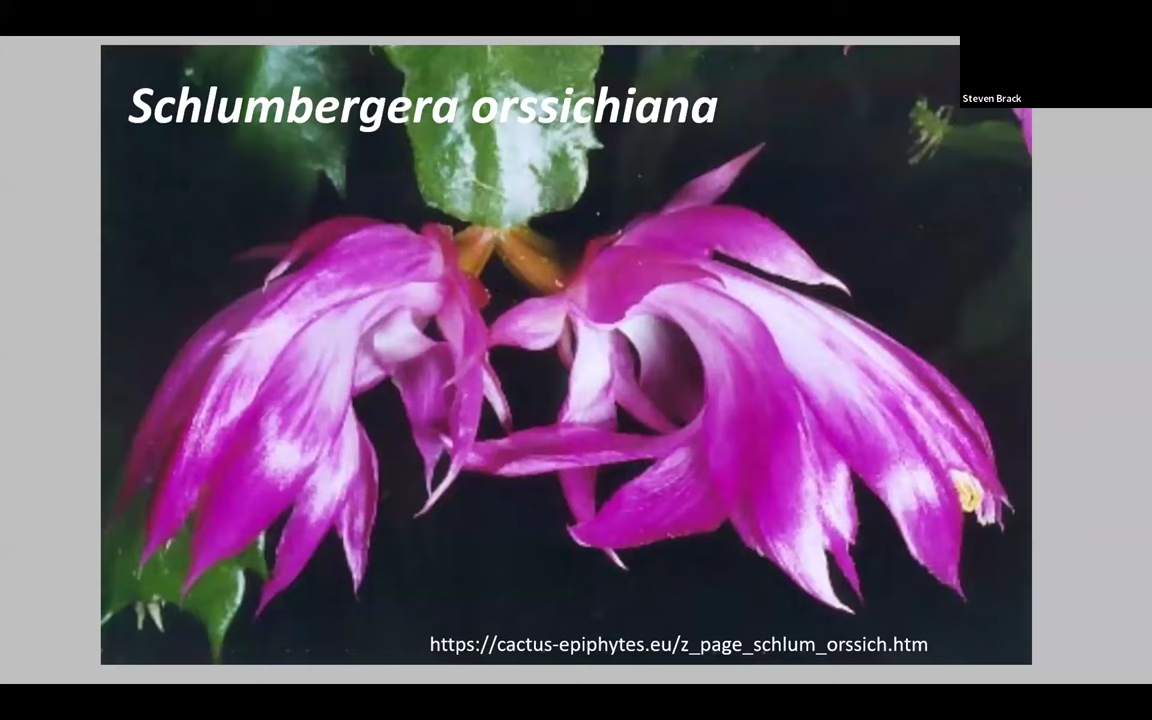 Schlumbergera orssichiana
Steven Brack
https://cactus-epiphytes.eu/z_page_schlum_orssich.htm